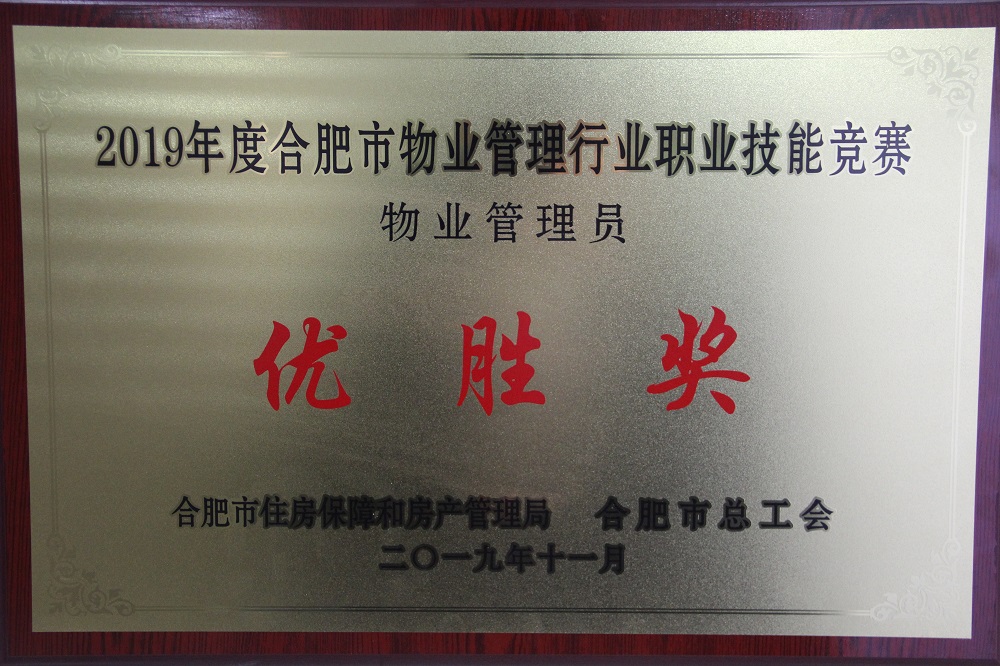 2019年度合肥市物业管理行业职业技能竞赛
物业管理员
优胜奖
合肥市住房保障和房产管理局 合肥市总工会
二〇一九年十一月